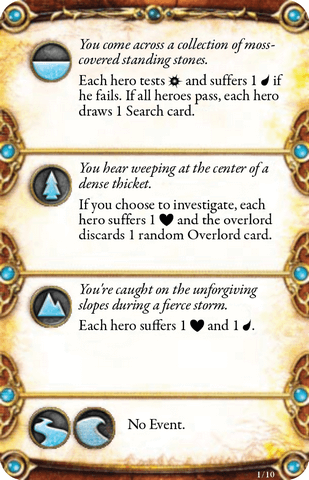 You come across a collection of moss-
covered standing stones.
Each hero tests and suffers 1 if
he fails. If all heroes pass, each hero
draws 1 Search card.
You hear weeping at the center of a
dense thicket.
If you choose to investigate, each
hero suffers 1 and the overlord
discards 1 random Overlord card.
You're caught on the unforgiving
slopes during a fierce storm.
Each hero suffers 1 and 1 .
No Event.
1/10